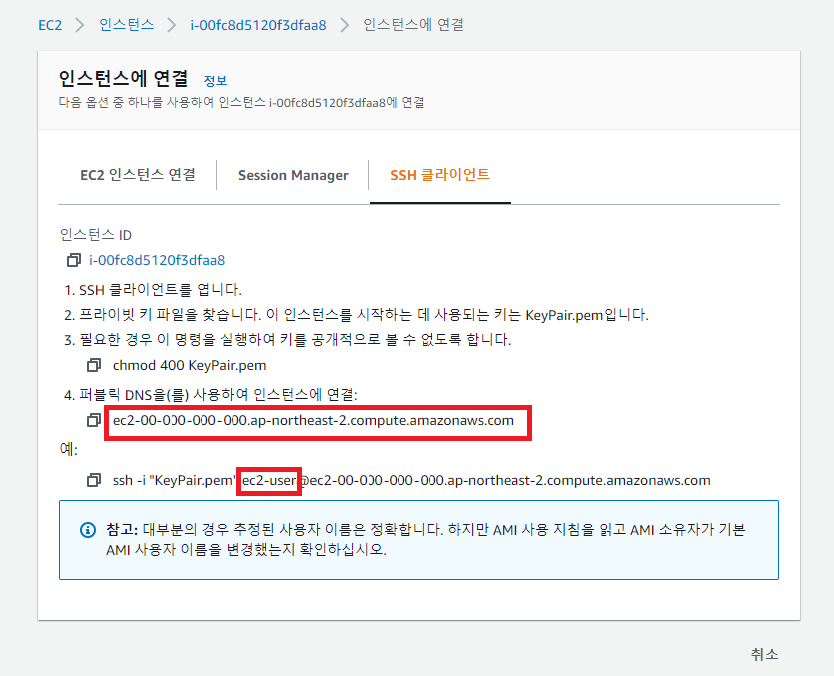 EC2 > 인스턴스 > i-00fc8d5120f3dfaa8 > 인스턴스에 연결
인스턴스에 연결 정보
다음 옵션 중 하나를 사용하여 인스턴스 i-00fc8d5120f3dfaa8에 연결
EC2 인스턴스 연결 Session Manager SSH 클라이언트
인스턴스 ID
i-00fc8d5120f3dfaa8
1. SSH 클라이언트를 엽니다.
2. 프라이빗 키 파일을 찾습니다. 이 인스턴스를 시작하는 데 사용되는 키는 KeyPair.pem입니다.
3. 필요한 경우 이 명령을 실행하여 키를 공개적으로 볼 수 없도록 합니다.
chmod 400 KeyPair.pem
4. 퍼블릭 DNS을(를) 사용하여 인스턴스에 연결:
ec2-00-000-000-000.ap-northeast-2.compute.amazonaws.com
예:
ssh -i "KeyPair.pem" ec2-user@ec2-00-000-000-000.ap-northeast-2.compute.amazonaws.com
참고: 대부분의 경우 추정된 사용자 이름은 정확합니다. 하지만 AMI 사용 지침을 읽고 AMI 소유자가 기본
AMI 사용자 이름을 변경했는지 확인하십시오.
취소